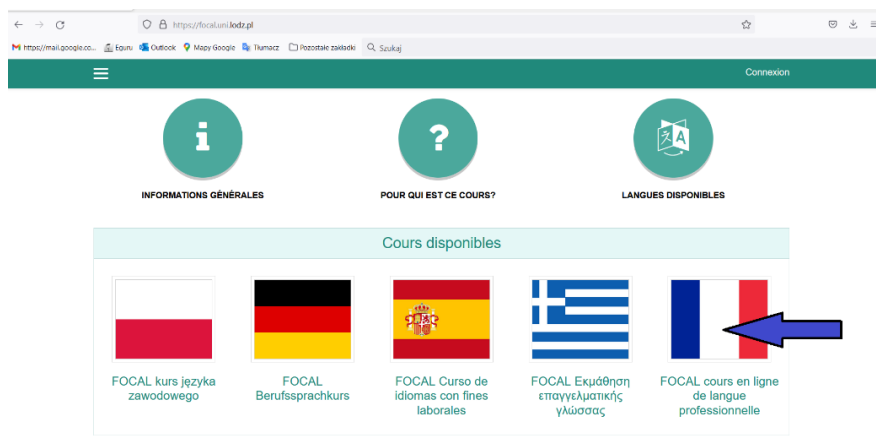 https://focal.uni.lodz.pl
https://mail.google.co... Eguru Outlook Mapy Google Tłumacz Pozostałe zakładki Szukaj
Connexion
INFORMATIONS GÉNÉRALES POUR QUI EST CE COURS? LANGUES DISPONIBLES
Cours disponibles
FOCAL kurs języka FOCAL FOCAL Curso de FOCAL Εκμάθηση FOCAL cours en ligne
zawodowego Berufssprachkurs idiomas con fines επαγγελματικής de langue
laborales γλώσσας professionnelle